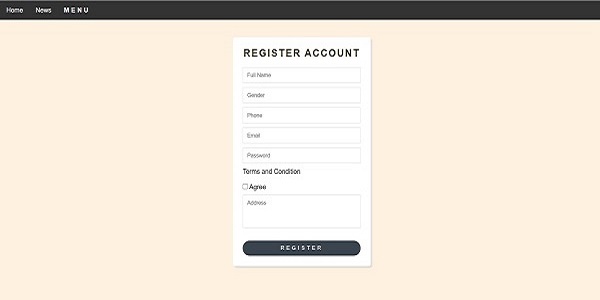 Home News MENU
REGISTER ACCOUNT
Full Name
Gender
Phone
Email
Password
Terms and Condition
Agree
Address
REGISTER